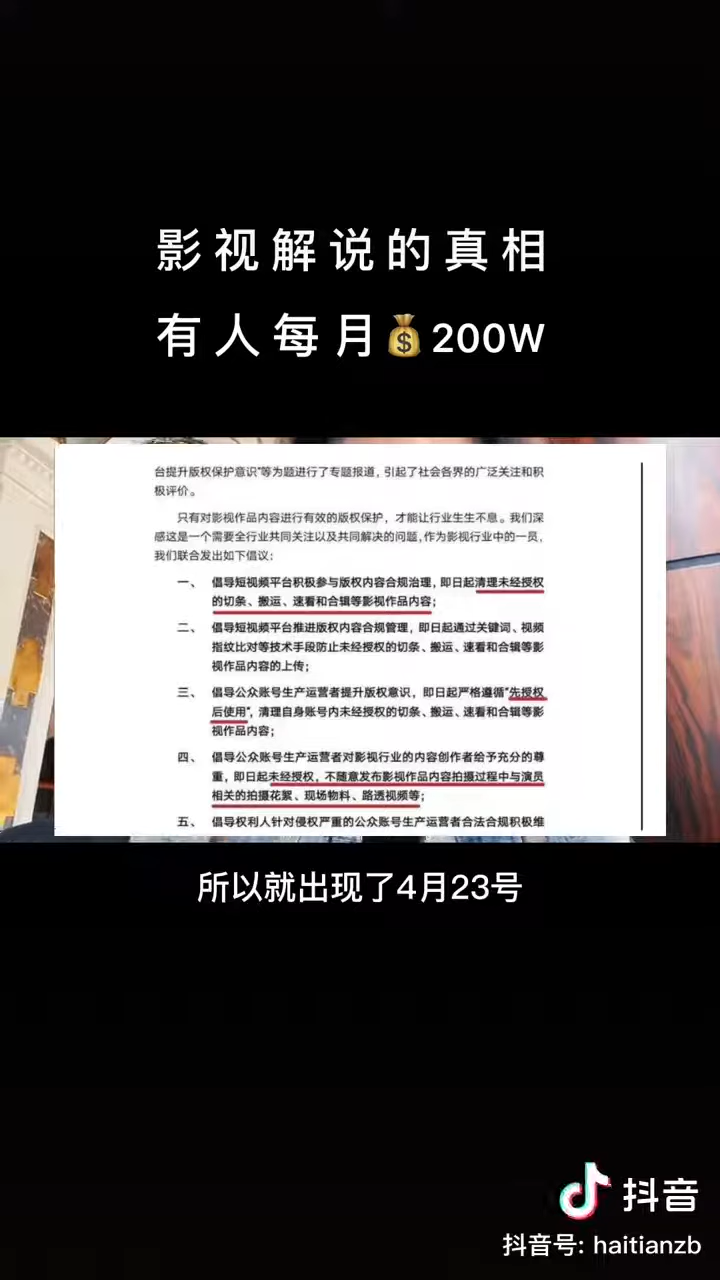 影视解说的真相
有人每月💰200W
台提升版权保护意识”等为题进行了专题报道，引起了社会各界的广泛关注和积
极评价。
只有对影视作品内容进行有效的版权保护，才能让行业生生不息。我们深
感这是一个需要全行业共同关注以及共同解决的问题,作为影视行业中的一员，
我们联合发出如下倡议：
一、 倡导短视频平台积极参与版权内容合规治理，即日起清理未经授权
的切条、搬运、速看和合辑等影视作品内容；
二、 倡导短视频平台推进版权内容合规管理，即日起通过关键词、视频
指纹比对等技术手段防止未经授权的切条、搬运、速看和合辑等影
视作品内容的上传；
三、 倡导公众账号生产运营者提升版权意识，即日起严格遵循“先授权
后使用”，清理自身账号内未经授权的切条、搬运、速看和合辑等影
视作品内容；
四、 倡导公众账号生产运营者对影视行业的内容创作者给予充分的尊
重，即日起未经授权，不随意发布影视作品内容拍摄过程中与演员
相关的拍摄花絮、现场物料、路透视频等；
五、 倡导权利人针对侵权严重的公众账号生产运营者合法合规积极维
所以就出现了4月23号
抖音
抖音号: haitianzb